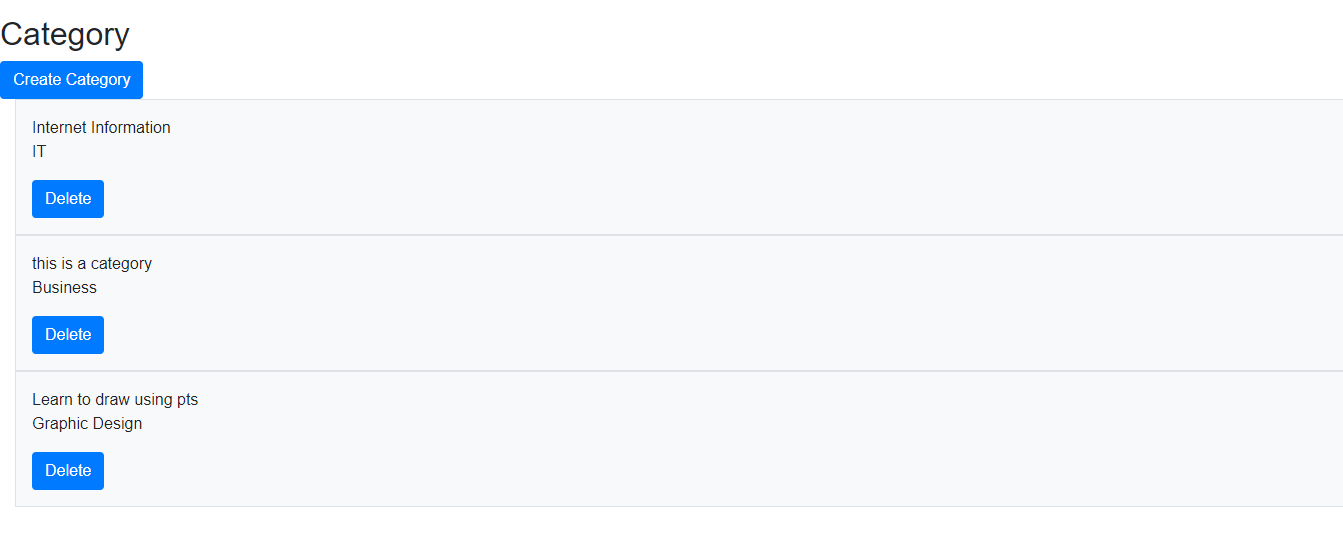 Category
Create Category
Internet Information
IT
Delete
this is a category
Business
Delete
Learn to draw using pts
Graphic Design
Delete